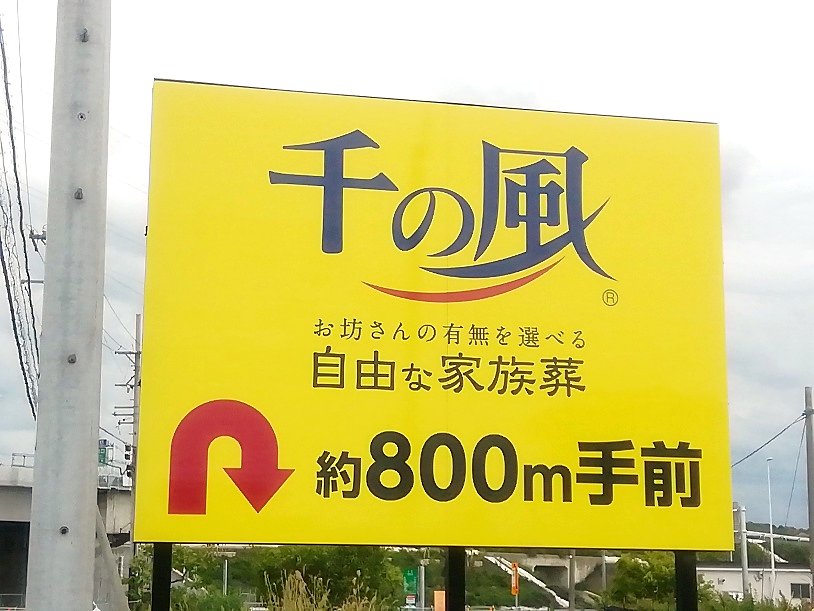 千の風
®
お坊さんの有無を選べる
自由な家族葬
約800m手前